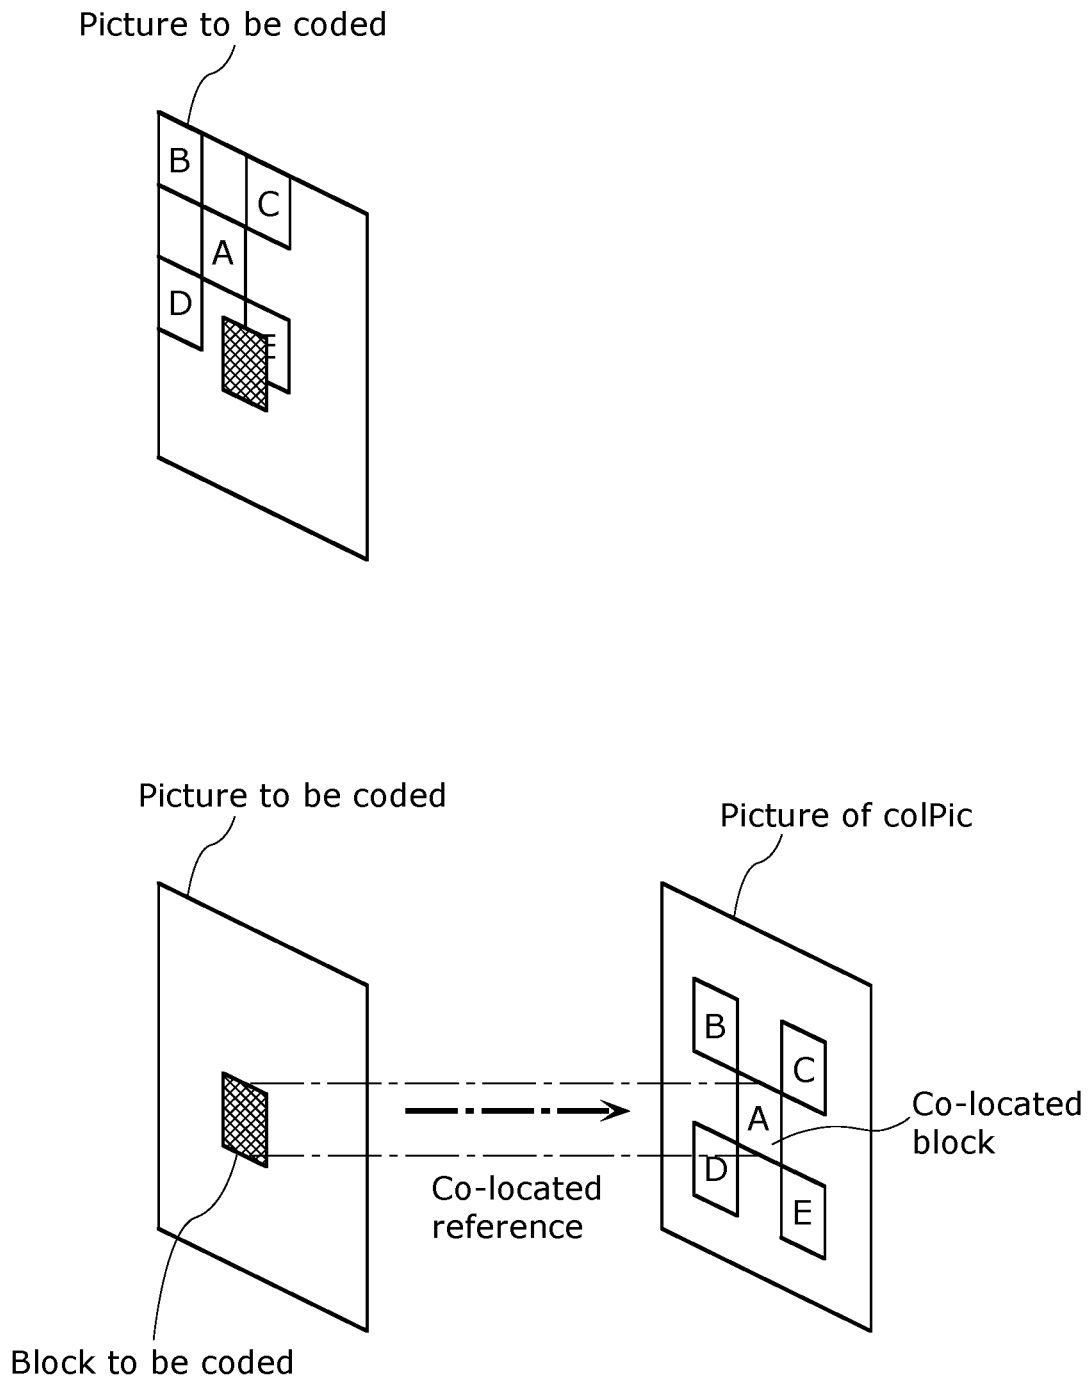 Picture to be coded
B
C
A
D
E
Picture to be coded
Picture of colPic
B
C
A
Co-located
block
D
Co-located
reference
E
Block to be coded